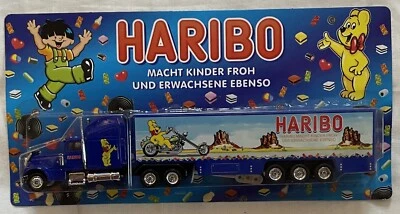 HARIBO
MACHT KINDER FROH
UND ERWACHSENE EBENSO
HARIBO